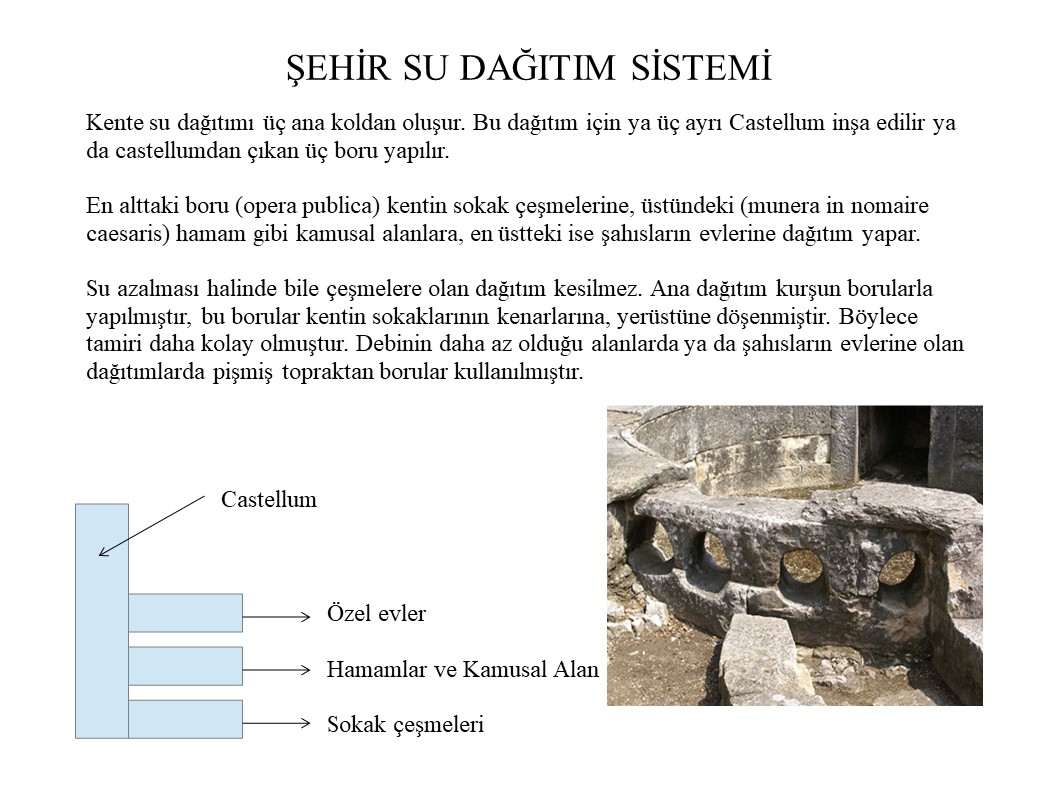 ŞEHİR SU DAĞITIM SİSTEMİ
Kente su dağıtımı üç ana koldan oluşur. Bu dağıtım için ya üç ayrı Castellum inşa edilir ya
da castellumdan çıkan üç boru yapılır.
En alttaki boru (opera publica) kentin sokak çeşmelerine, üstündeki (munera in nomaire
caesaris) hamam gibi kamusal alanlara, en üstteki ise şahısların evlerine dağıtım yapar.
Su azalması halinde bile çeşmelere olan dağıtım kesilmez. Ana dağıtım kurşun borularla
yapılmıştır, bu borular kentin sokaklarının kenarlarına, yerüstüne döşenmiştir. Böylece
tamiri daha kolay olmuştur. Debinin daha az olduğu alanlarda ya da şahısların evlerine olan
dağıtımlarda pişmiş topraktan borular kullanılmıştır.
Castellum
Özel evler
Hamamlar ve Kamusal Alan
Sokak çeşmeleri